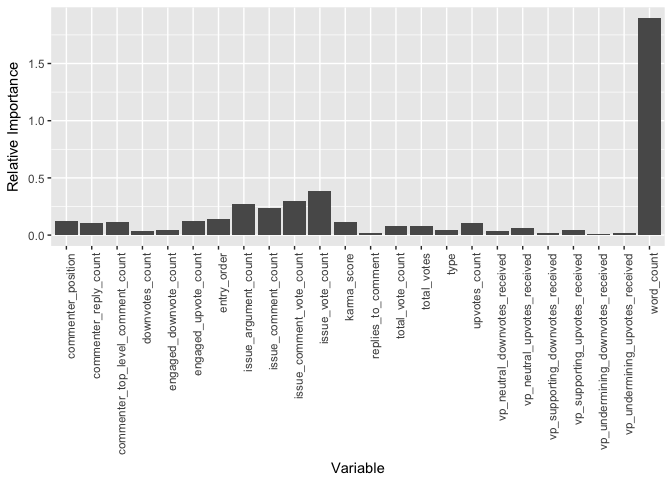 Relative Importance
1.5
1.0
0.5
0.0
commenter_position
commenter_reply_count
commenter_top_level_comment_count
downvotes_count
engaged_downvote_count
engaged_upvote_count
entry_order
issue_argument_count
issue_comment_count
issue_comment_vote_count
issue_vote_count
karma_score
replies_to_comment
total_vote_count
total_votes
type
upvotes_count
vp_neutral_downvotes_received
vp_neutral_upvotes_received
vp_supporting_downvotes_received
vp_supporting_upvotes_received
vp_undermining_downvotes_received
vp_undermining_upvotes_received
word_count
Variable